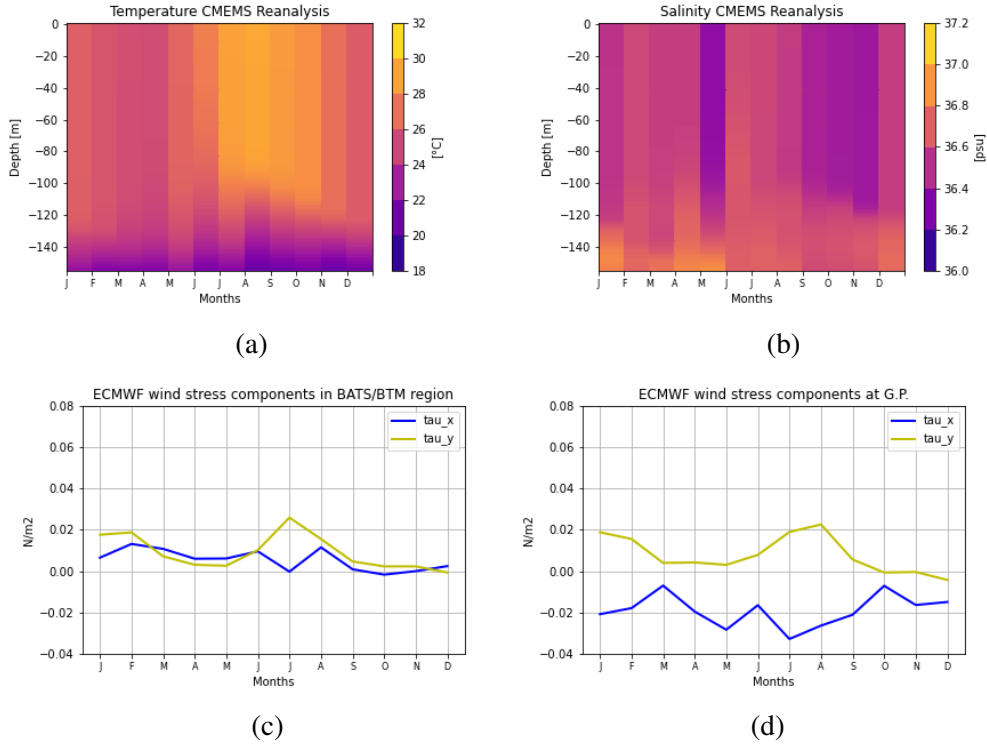 Temperature CMEMS Reanalysis
0
−20
−40
−60
−80
−100
−120
−140
Depth [m]
J F M A M J J A S O N D
Months
32
30
28
26
24
22
20
18
[°C]
(a)
Salinity CMEMS Reanalysis
0
−20
−40
−60
−80
−100
−120
−140
Depth [m]
J F M A M J J A S O N D
Months
37.2
37.0
36.8
36.6
36.4
36.2
36.0
[psu]
(b)
ECMWF wind stress components in BATS/BTM region
0.08
0.06
0.04
0.02
0.00
−0.02
−0.04
N/m2
tau_x
tau_y
J F M A M J J A S O N D
Months
(c)
ECMWF wind stress components at G.P.
0.08
0.06
0.04
0.02
0.00
−0.02
−0.04
N/m2
tau_x
tau_y
J F M A M J J A S O N D
Months
(d)